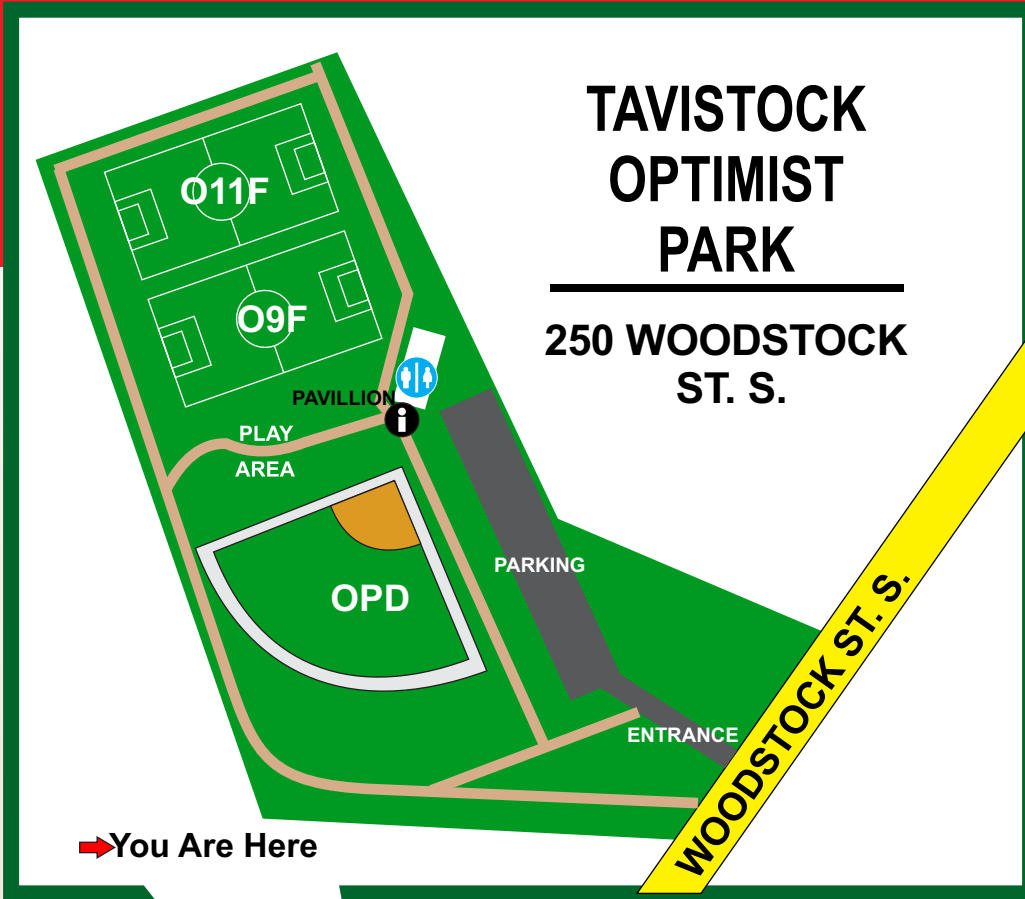 TAVISTOCK
OPTIMIST
PARK
250 WOODSTOCK
ST. S.
O11F
O9F
PAVILLION
i
PLAY
AREA
OPD
PARKING
ENTRANCE
WOODSTOCK ST. S.
You Are Here